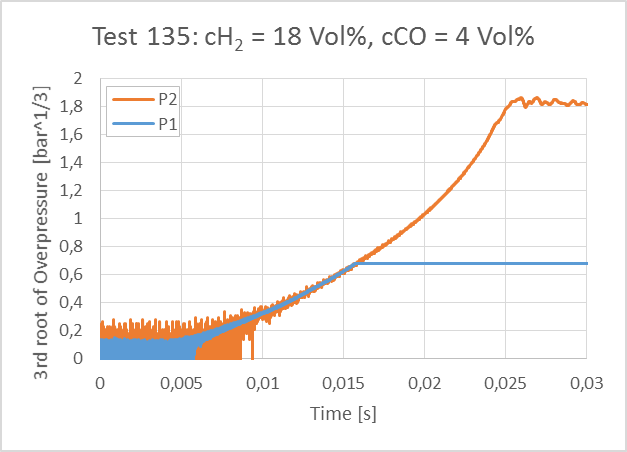 Test 135: cH₂ = 18 Vol%, cCO = 4 Vol%
3rd root of Overpressure [bar^1/3]
2
1,8
1,6
1,4
1,2
1
0,8
0,6
0,4
0,2
0
P2
P1
0 0,005 0,01 0,015 0,02 0,025 0,03
Time [s]